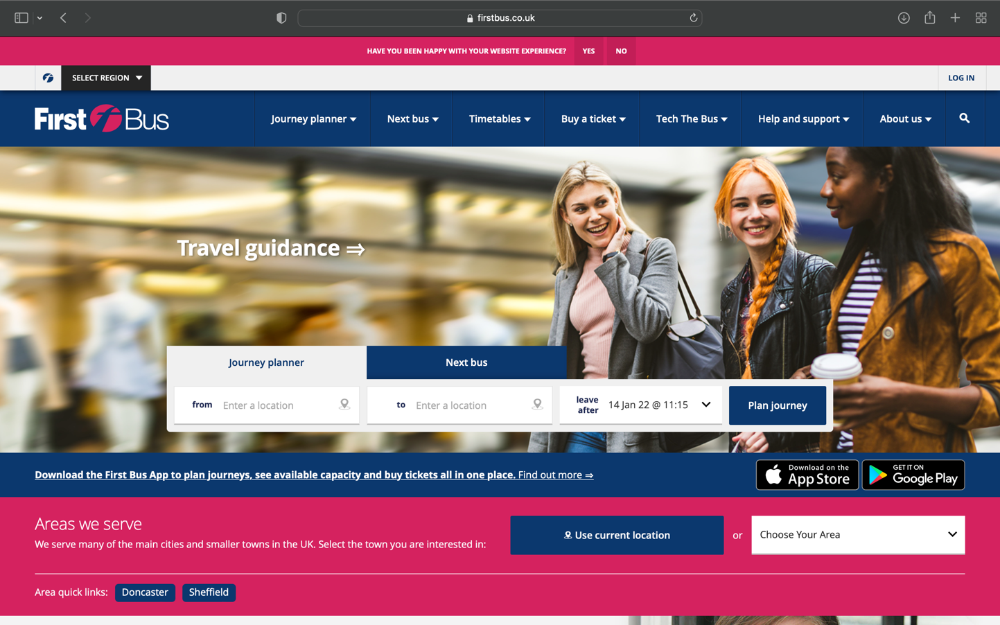 firstbus.co.uk
HAVE YOU BEEN HAPPY WITH YOUR WEBSITE EXPERIENCE? YES NO
SELECT REGION LOG IN
First Bus
Journey planner Next bus Timetables Buy a ticket Tech The Bus Help and support About us
Travel guidance ⇒
Journey planner Next bus
from Enter a location to Enter a location leave after 14 Jan 22 @ 11:15 Plan journey
Download the First Bus App to plan journeys, see available capacity and buy tickets all in one place. Find out more ⇒
Download on the App Store
GET IT ON Google Play
Areas we serve
We serve many of the main cities and smaller towns in the UK. Select the town you are interested in:
Use current location or Choose Your Area
Area quick links: Doncaster Sheffield